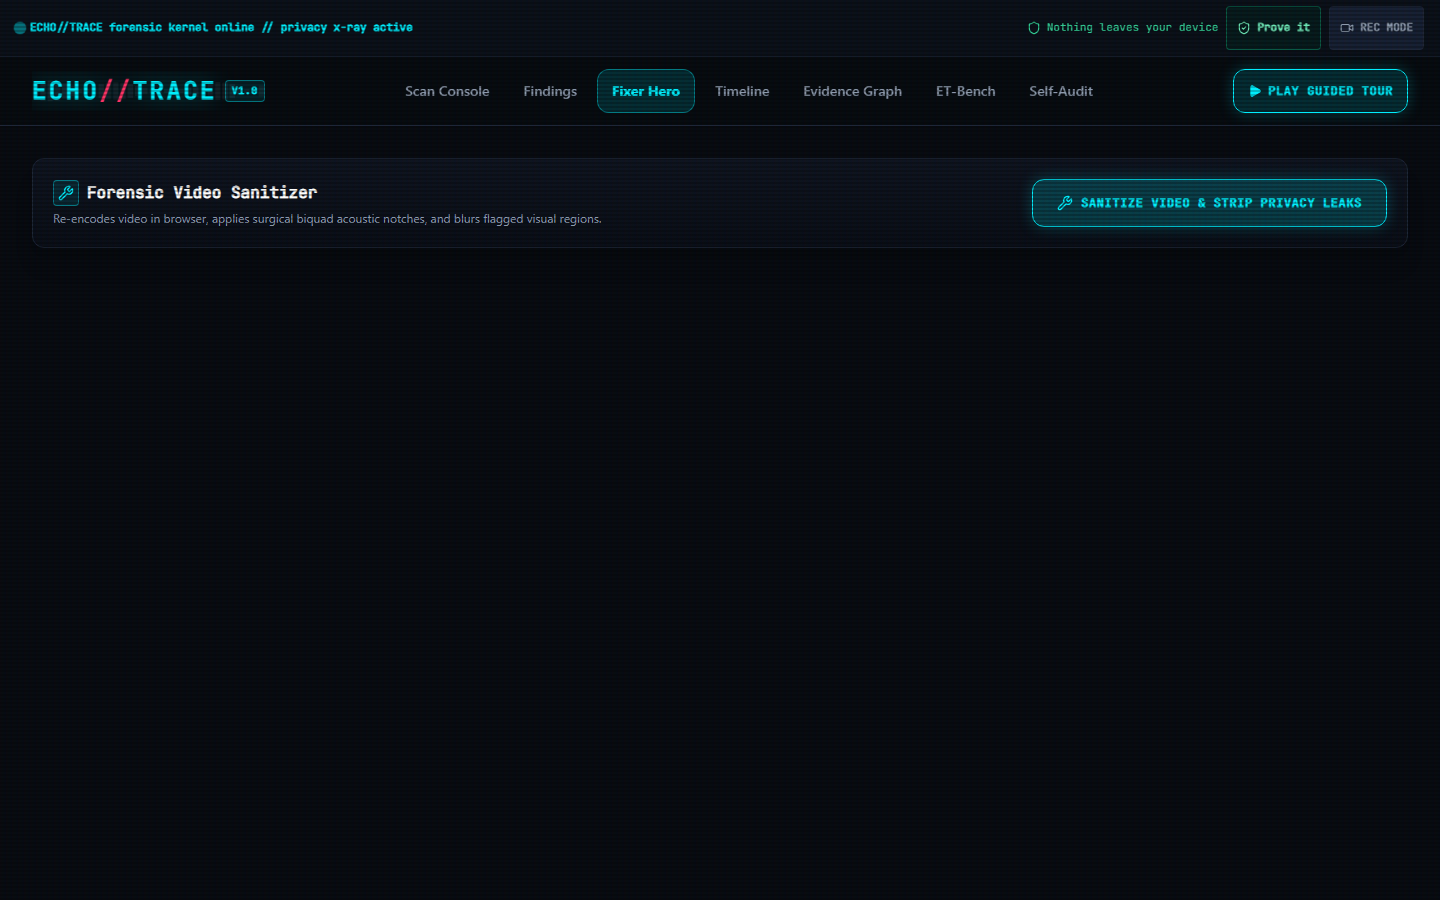 ECHO//TRACE forensic kernel online // privacy x-ray active
Nothing leaves your device
Prove it
REC MODE
ECHO//TRACE V1.0
Scan Console
Findings
Fixer Hero
Timeline
Evidence Graph
ET-Bench
Self-Audit
PLAY GUIDED TOUR
Forensic Video Sanitizer
Re-encodes video in browser, applies surgical biquad acoustic notches, and blurs flagged visual regions.
SANITIZE VIDEO & STRIP PRIVACY LEAKS